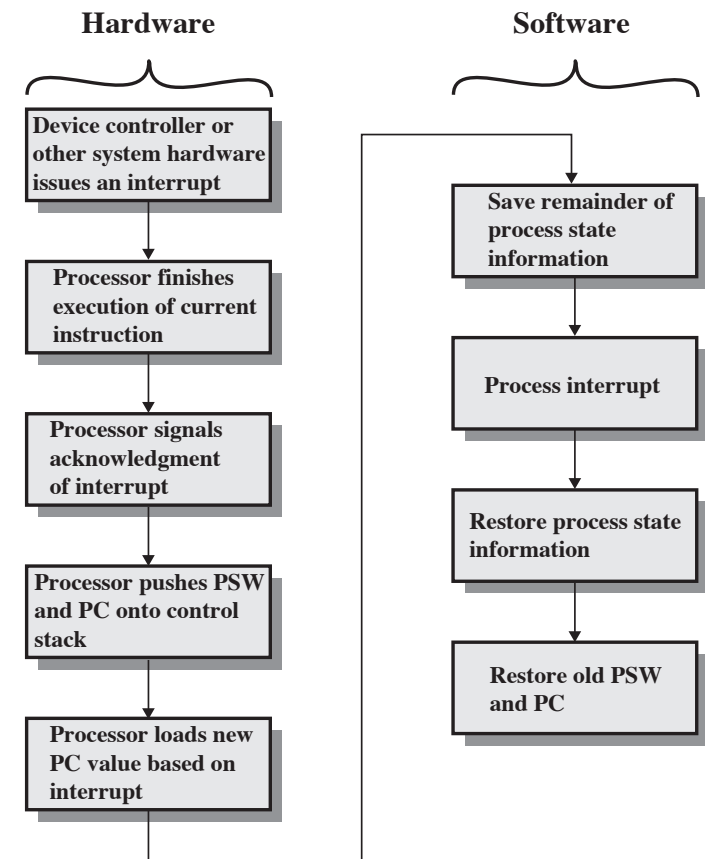 Hardware
Device controller or
other system hardware
issues an interrupt
Processor finishes
execution of current
instruction
Processor signals
acknowledgment
of interrupt
Processor pushes PSW
and PC onto control
stack
Processor loads new
PC value based on
interrupt
Software
Save remainder of
process state
information
Process interrupt
Restore process state
information
Restore old PSW
and PC